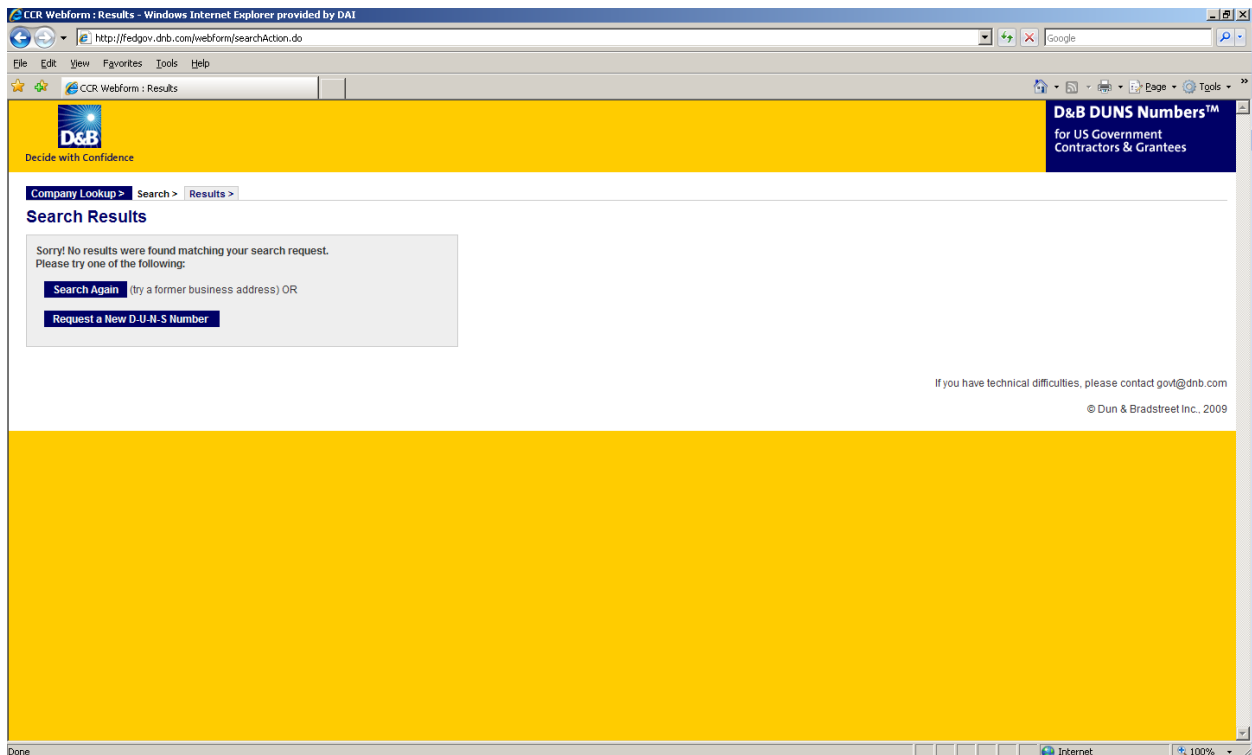 CCR Webform : Results - Windows Internet Explorer provided by DAI
http://fedgov.dnb.com/webform/searchAction.do
Google
File Edit View Favorites Tools Help
CCR Webform : Results
Page Tools
D&B
Decide with Confidence
D&B DUNS Numbers™
for US Government
Contractors & Grantees
Company Lookup > Search > Results >
Search Results
Sorry! No results were found matching your search request.
Please try one of the following:
Search Again (try a former business address) OR
Request a New D-U-N-S Number
If you have technical difficulties, please contact govt@dnb.com
© Dun & Bradstreet Inc., 2009
Done Internet 100%